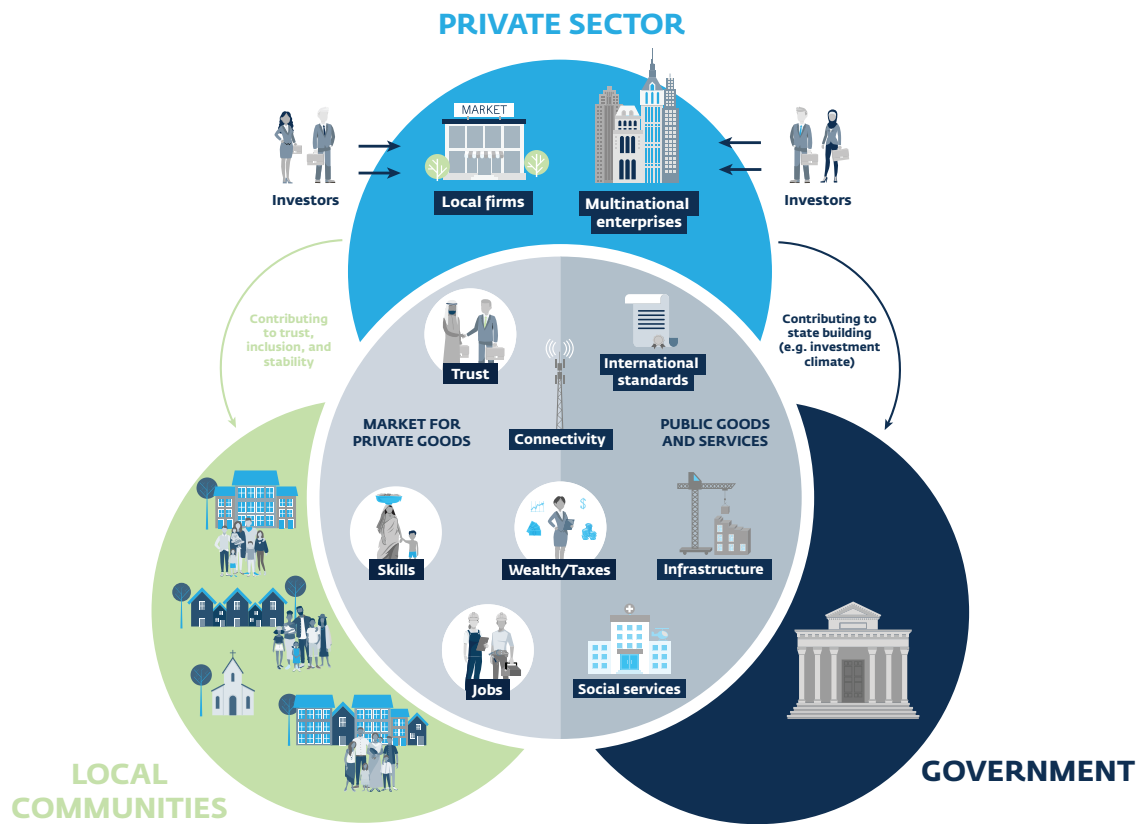 PRIVATE SECTOR
MARKET
Investors
Local firms
Multinational
enterprises
Investors
Contributing
to trust,
inclusion, and
stability
Contributing to
state building
(e.g. investment
climate)
Trust
International
standards
MARKET FOR
PRIVATE GOODS
Connectivity
PUBLIC GOODS
AND SERVICES
$
Skills
Wealth/Taxes
Infrastructure
Jobs
Social services
LOCAL
COMMUNITIES
GOVERNMENT